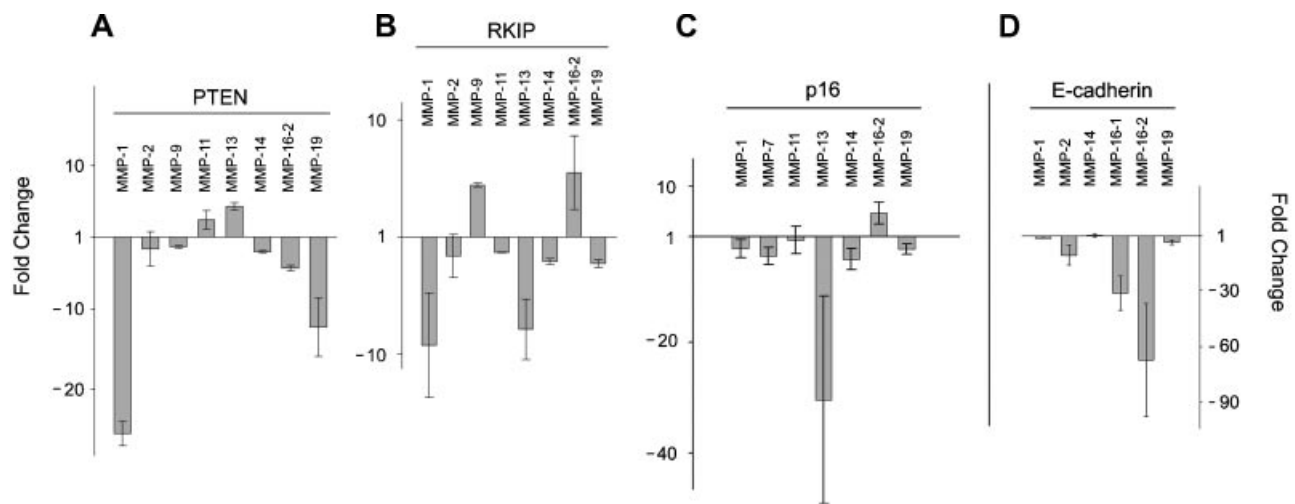 A
PTEN
MMP-1
MMP-2
MMP-9
MMP-11
MMP-13
MMP-14
MMP-16-2
MMP-19
Fold Change
10
1
−10
−20
B
RKIP
MMP-1
MMP-2
MMP-9
MMP-11
MMP-13
MMP-14
MMP-16-2
MMP-19
10
1
−10
C
p16
MMP-1
MMP-7
MMP-11
MMP-13
MMP-14
MMP-16-2
MMP-19
10
1
−20
−40
D
E-cadherin
MMP-1
MMP-2
MMP-14
MMP-16-1
MMP-16-2
MMP-19
1
−30
−60
−90
Fold Change